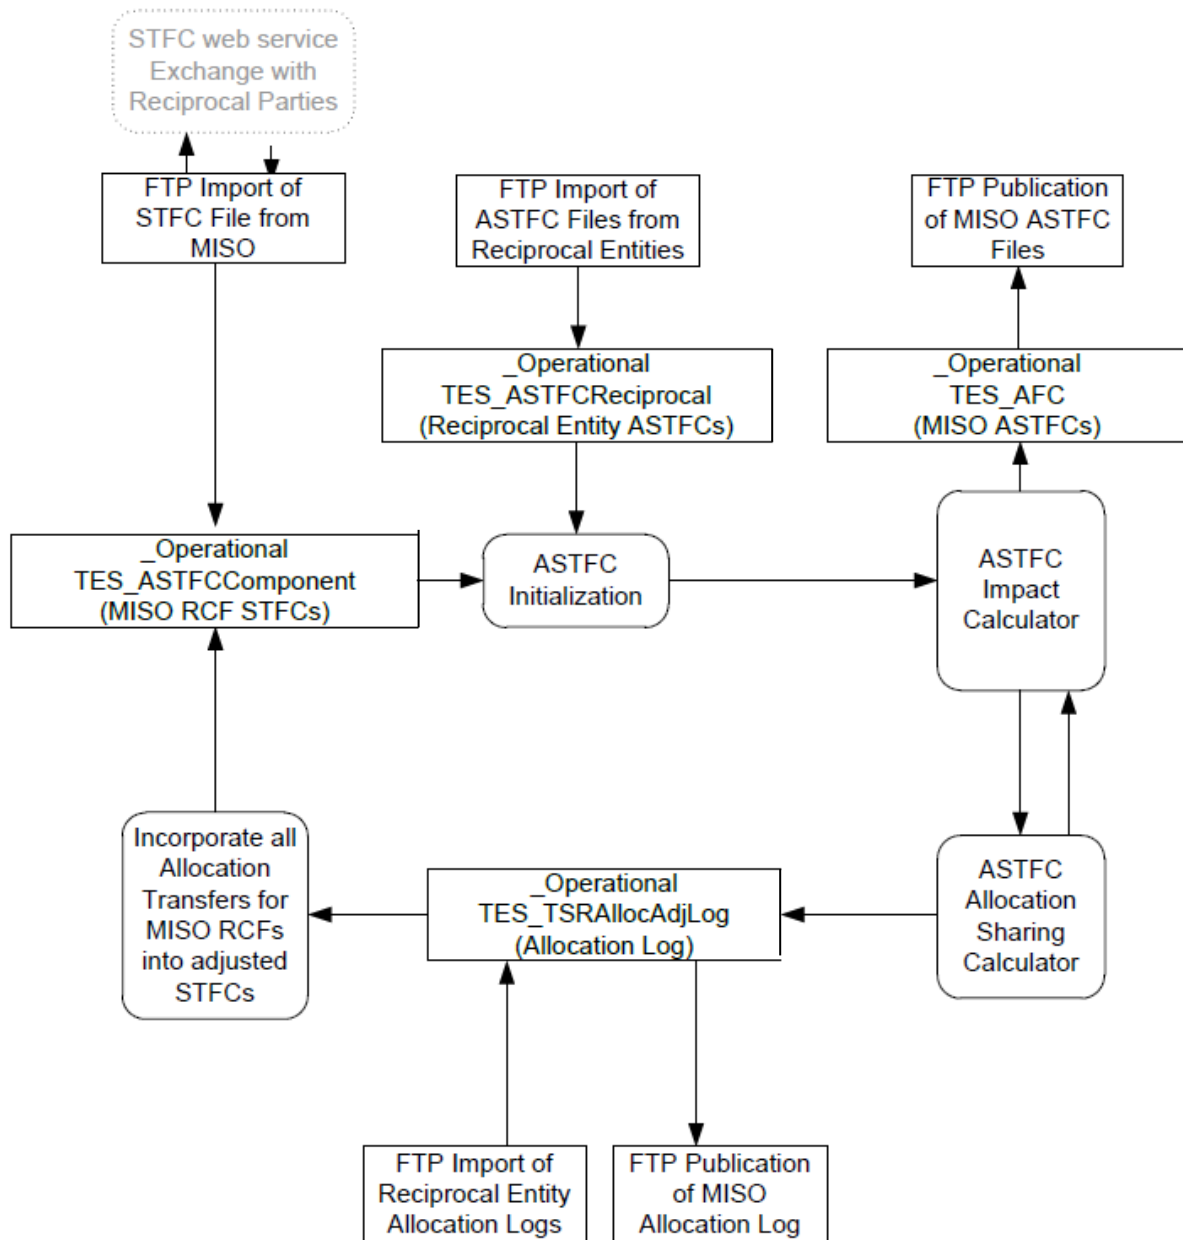 STFC web service
Exchange with
Reciprocal Parties
FTP Import of
STFC File from
MISO
FTP Import of
ASTFC Files from
Reciprocal Entities
FTP Publication
of MISO ASTFC
Files
_Operational
TES_ASTFCReciprocal
(Reciprocal Entity ASTFCs)
_Operational
TES_AFC
(MISO ASTFCs)
_Operational
TES_ASTFCComponent
(MISO RCF STFCs)
ASTFC
Initialization
ASTFC
Impact
Calculator
Incorporate all
Allocation
Transfers for
MISO RCFs
into adjusted
STFCs
_Operational
TES_TSRAllocAdjLog
(Allocation Log)
ASTFC
Allocation
Sharing
Calculator
FTP Import of
Reciprocal Entity
Allocation Logs
FTP Publication
of MISO
Allocation Log